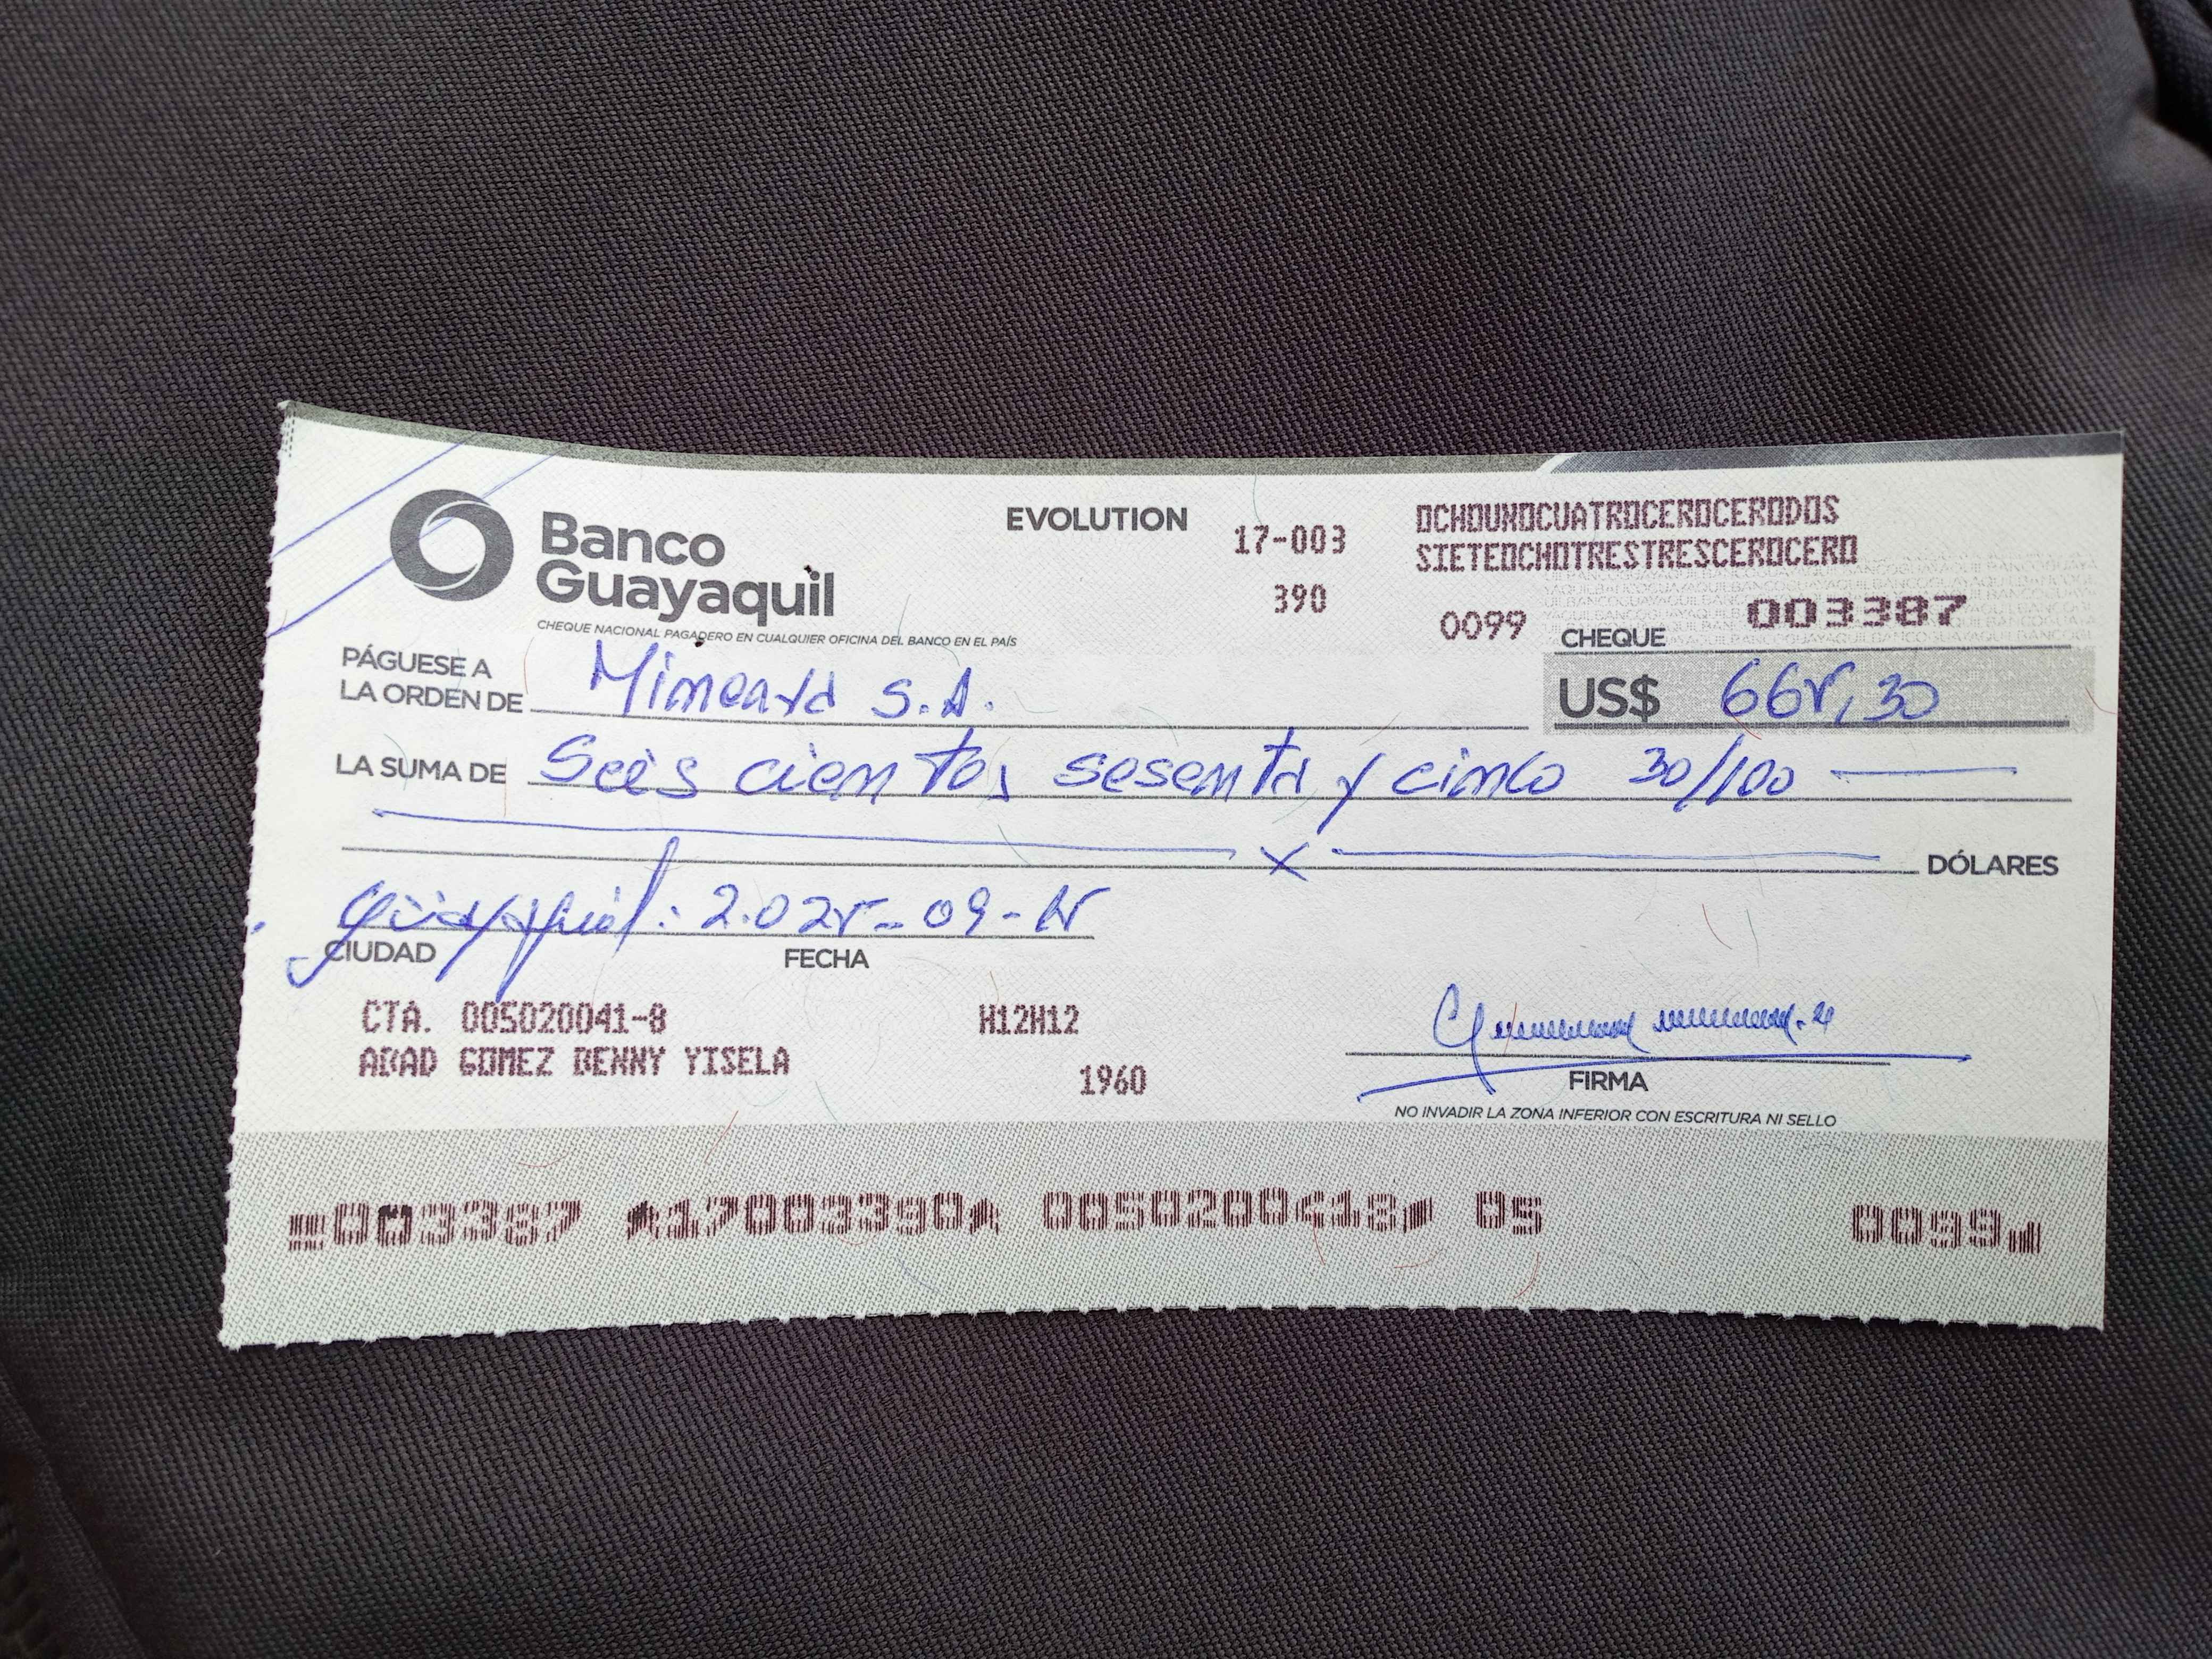 Banco
Guayaquil
CHEQUE NACIONAL PAGADERO EN CUALQUIER OFICINA DEL BANCO EN EL PAÍS
EVOLUTION
17-003
390
OCHOUNOCUATROCEROCERODOS
SIETEOCHOTRESTRESCEROCERO
0099
CHEQUE 003387
PÁGUESE A
LA ORDEN DE S.A.
US$ 665,30
LA SUMA DE Seis cientos sesenta y cinco 30/100
X DÓLARES
Guayaquil: 2.025-09-15
CIUDAD FECHA
CTA. 005020041-8 H12H12
ABAD GOMEZ BENNY YISELA
1960
FIRMA
NO INVADIR LA ZONA INFERIOR CON ESCRITURA NI SELLO
003387 17003390 0050200418 05 0099